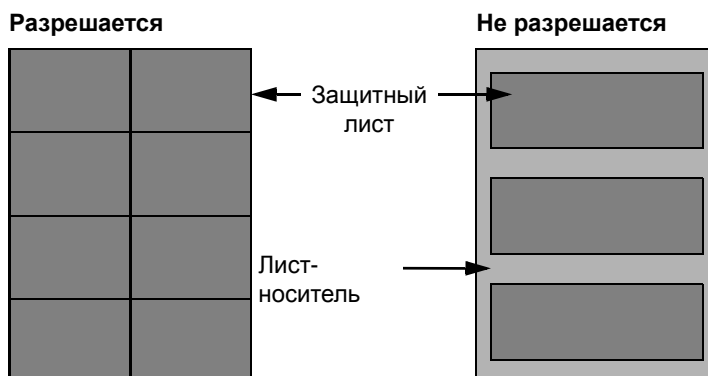 Разрешается
Не разрешается
Защитный
лист
Лист-
носитель